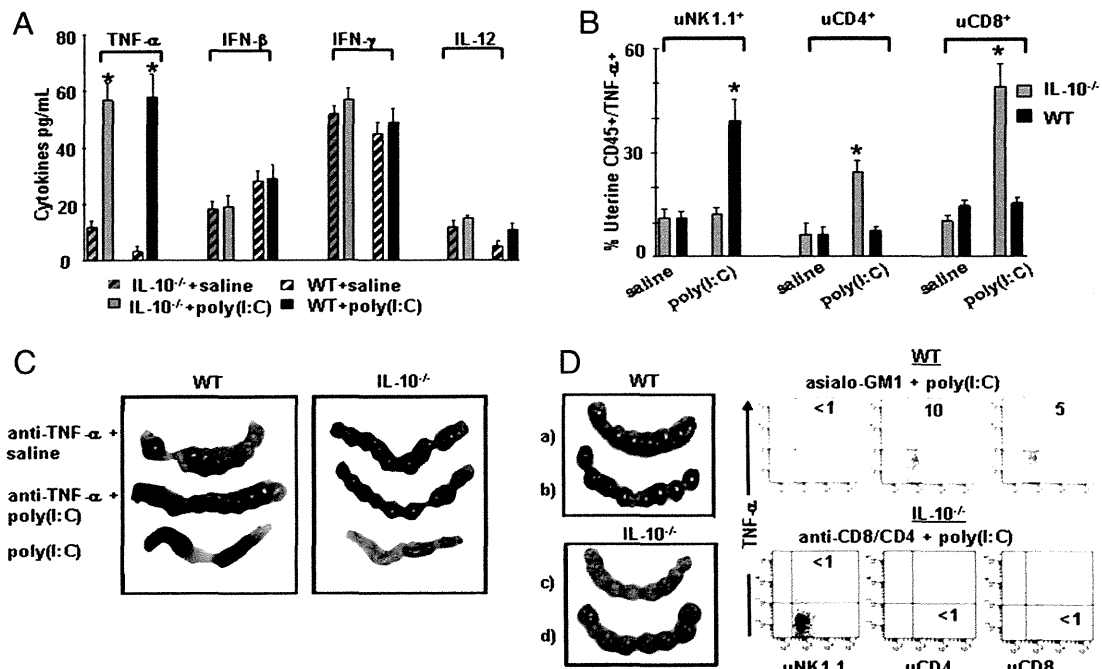 A
80
60
40
20
0
Cytokines pg/mL
TNF-α
IFN-β
IFN-γ
IL-12
*
*
IL-10-/-+saline
WT+saline
IL-10-/-+poly(I:C)
WT+poly(I:C)
B
60
30
0
% Uterine CD45+/TNF-α+
uNK1.1+
uCD4+
uCD8+
*
*
*
IL-10-/-
WT
saline
poly(I:C)
saline
poly(I:C)
saline
poly(I:C)
C
WT
IL-10-/-
anti-TNF-α +
saline
anti-TNF-α +
poly(I:C)
poly(I:C)
D
WT
a)
b)
IL-10-/-
c)
d)
WT
asialo-GM1 + poly(I:C)
<1
10
5
TNF-α
IL-10-/-
anti-CD8/CD4 + poly(I:C)
<1
<1
<1
uNK1.1
uCD4
uCD8